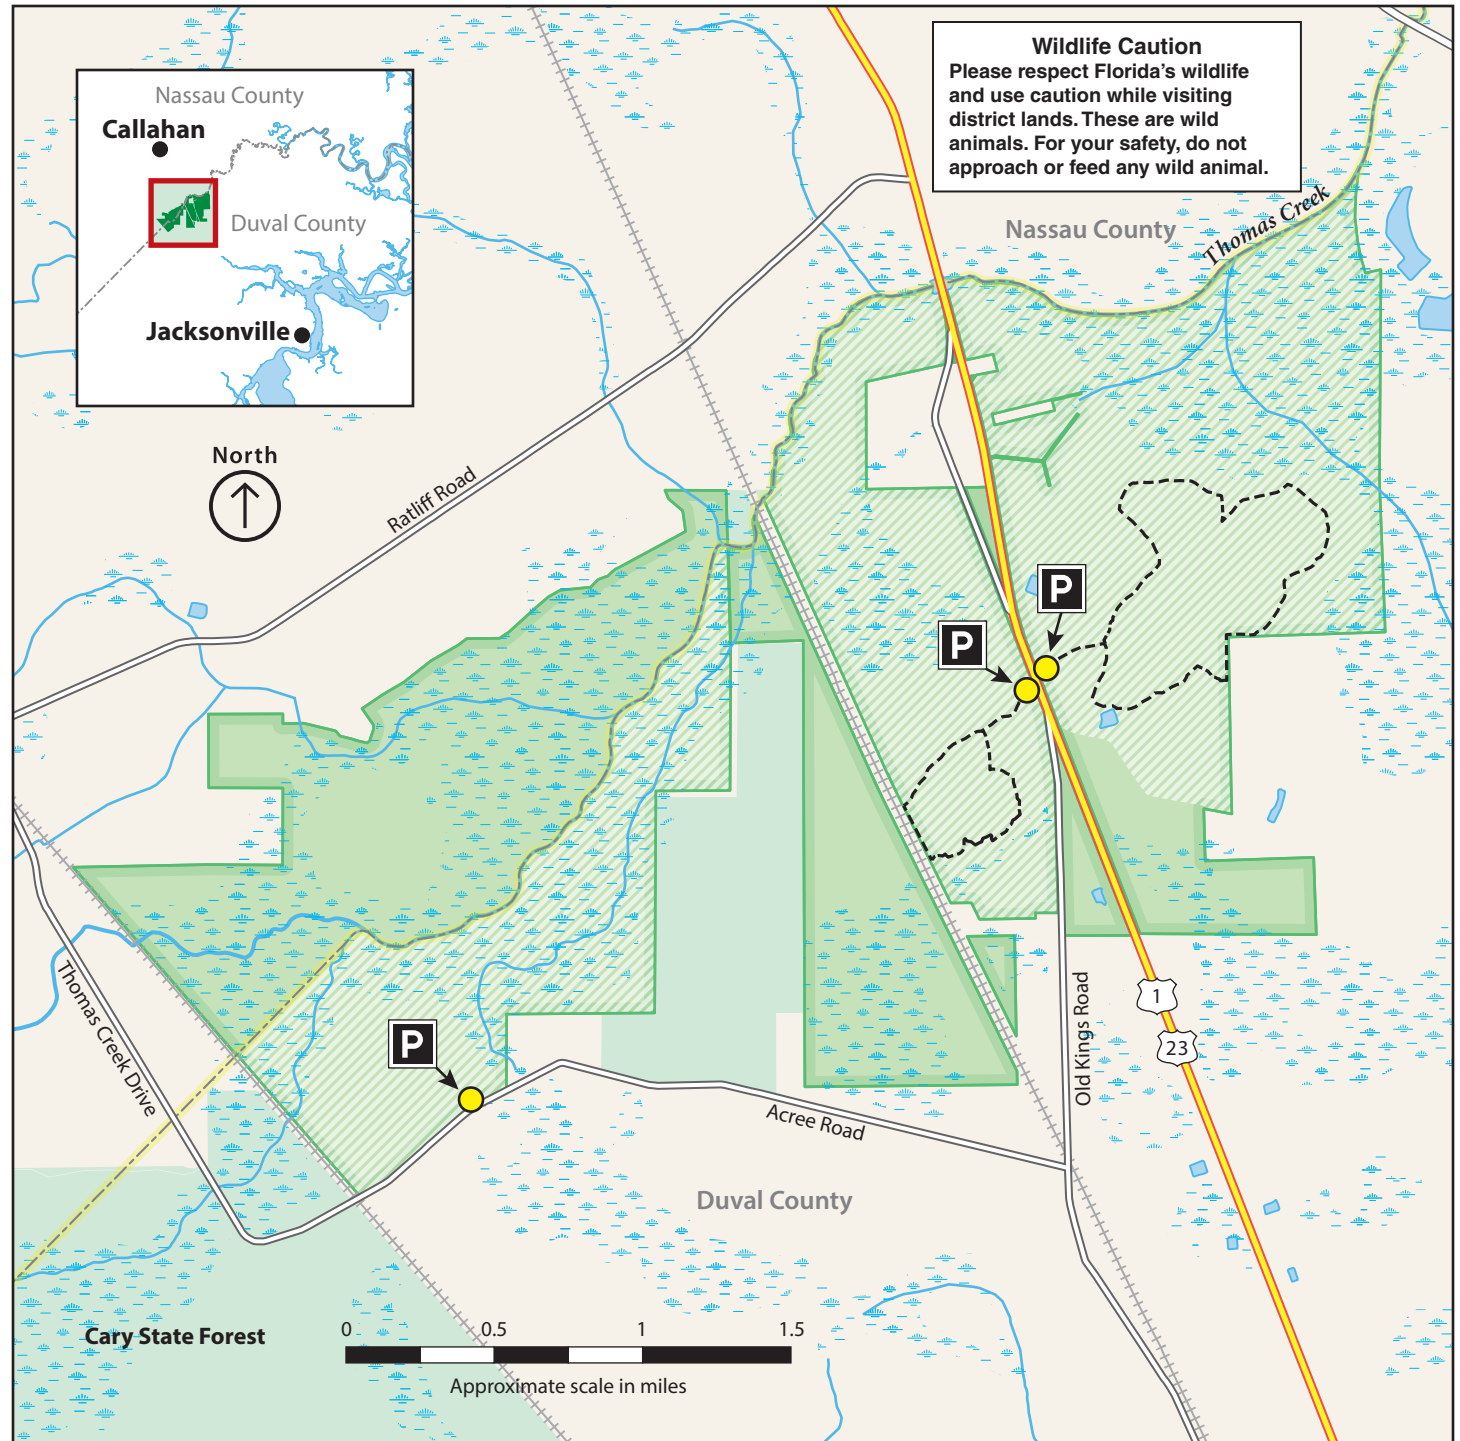 Wildlife Caution
Please respect Florida's wildlife
and use caution while visiting
district lands. These are wild
animals. For your safety, do not
approach or feed any wild animal.
Nassau County
Callahan
Duval County
Jacksonville
Nassau County
Thomas Creek
North
Ratliff Road
P
P
Thomas Creek Drive
P
Old Kings Road
1
23
Acree Road
Duval County
Cary State Forest
0 0.5 1 1.5
Approximate scale in miles